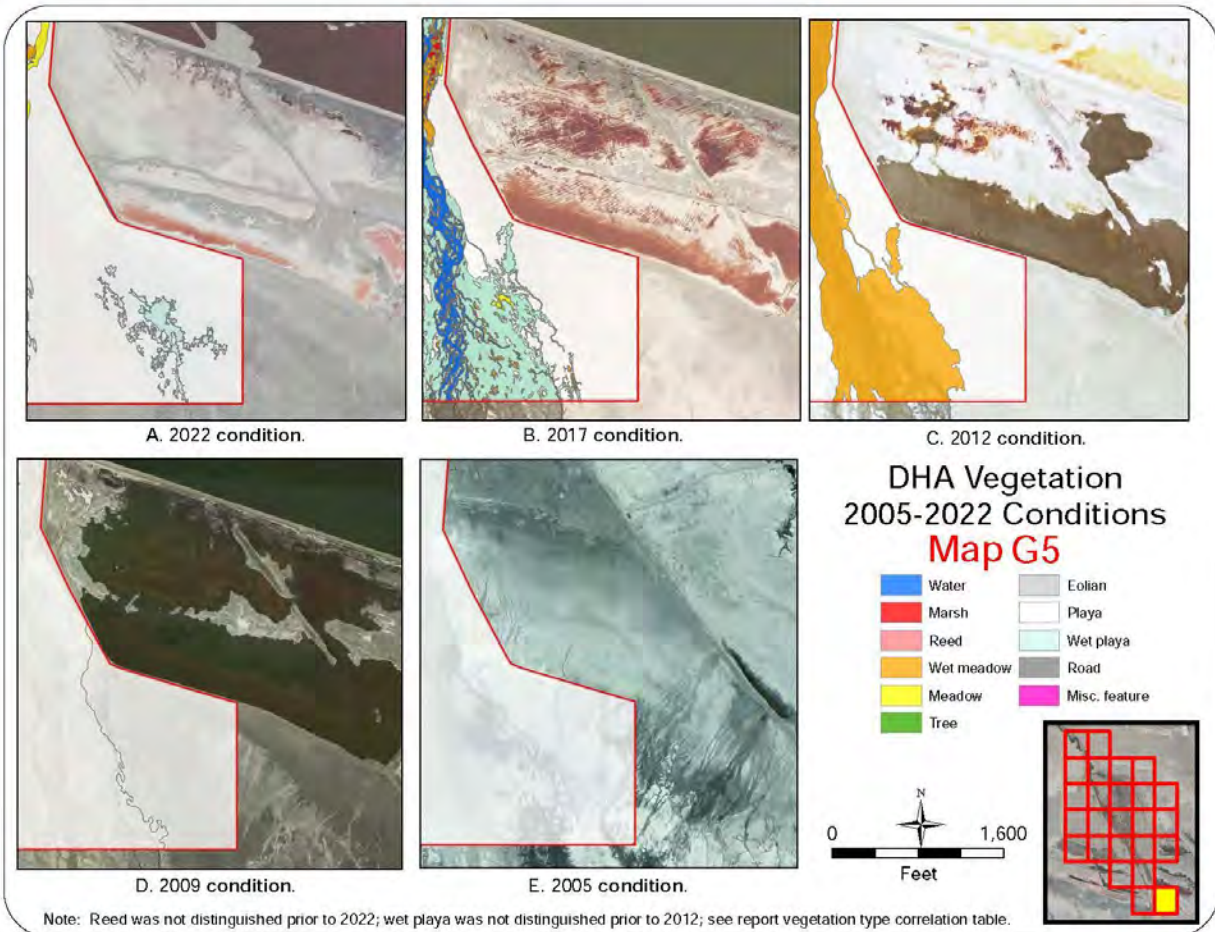 A. 2022 condition.
B. 2017 condition.
C. 2012 condition.
DHA Vegetation
2005-2022 Conditions
Map G5
Water
Eolian
Marsh
Playa
Reed
Wet playa
Wet meadow
Road
Meadow
Misc. feature
Tree
N
0
1,600
Feet
D. 2009 condition.
E. 2005 condition.
Note: Reed was not distinguished prior to 2022; wet playa was not distinguished prior to 2012; see report vegetation type correlation table.